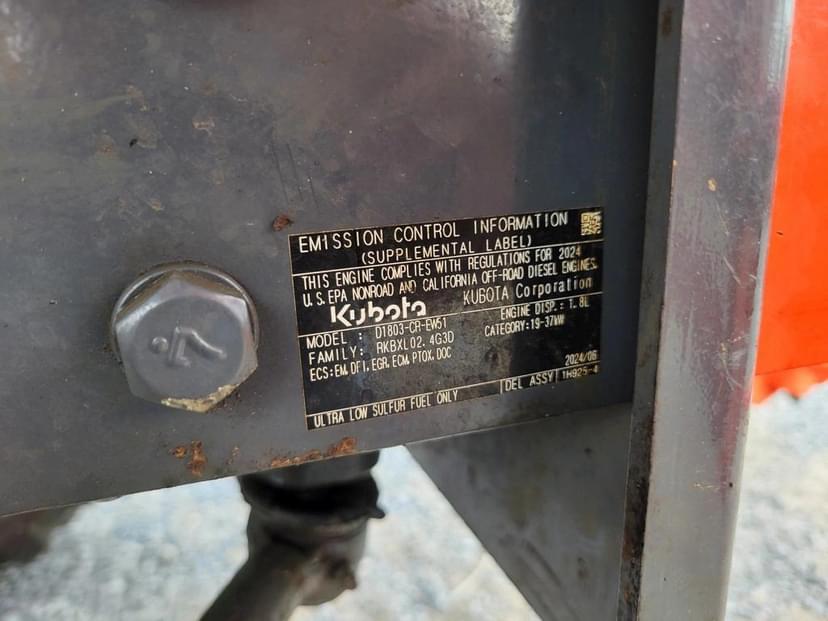 EMISSION CONTROL INFORMATION
(SUPPLEMENTAL LABEL)
THIS ENGINE COMPLIES WITH REGULATIONS FOR 2024
U.S. EPA NONROAD AND CALIFORNIA OFF-ROAD DIESEL ENGINES.
Kubota KUBOTA Corporation
MODEL : D1803-CR-EW51 ENGINE DISP.: 1.8L
FAMILY: RKBXL02.4G3D CATEGORY:19-37kW
ECS:EM,DFI,EGR,ECM,PTOX,DOC 2024/06
ULTRA LOW SULFUR FUEL ONLY DEL ASSY 1H925-4
7